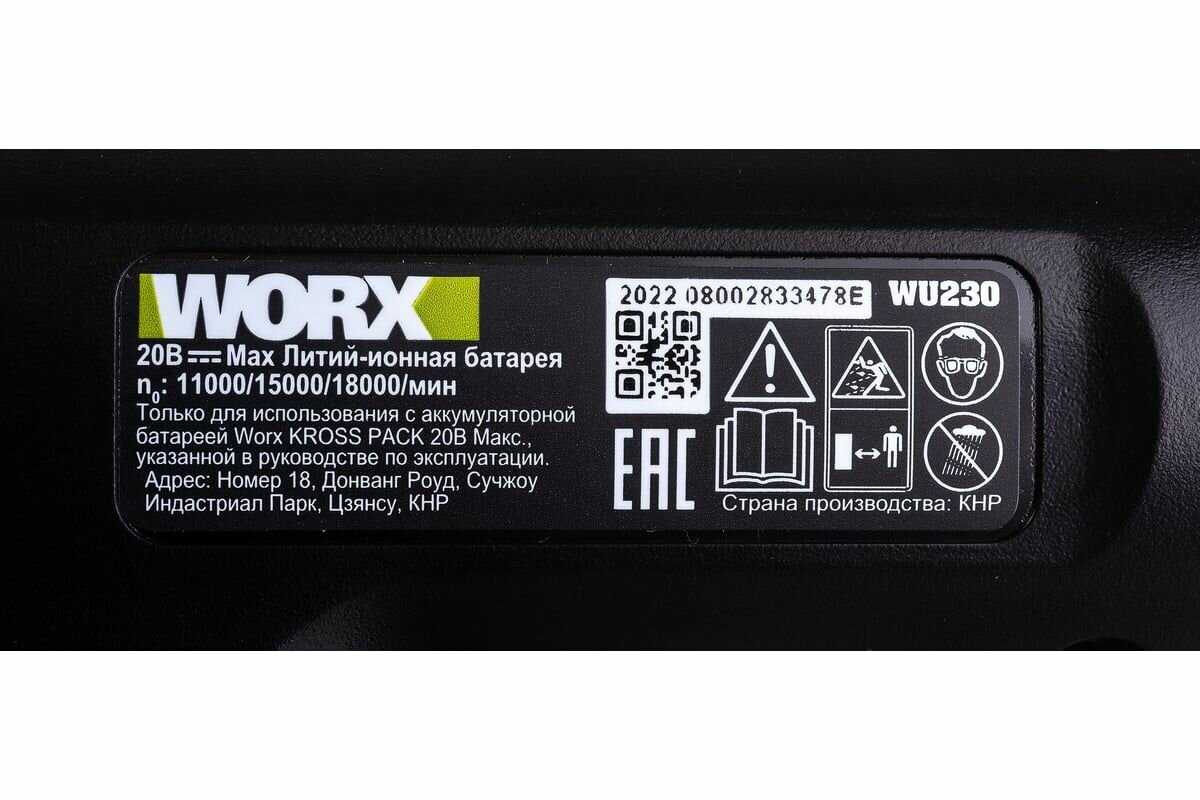 WORX
20В Max Литий-ионная батарея
n0: 11000/15000/18000/мин
Только для использования с аккумуляторной
батареей Worx KROSS PACK 20В Макс.,
указанной в руководстве по эксплуатации.
Адрес: Номер 18, Донванг Роуд, Сучжоу
Индастриал Парк, Цзянсу, КНР
2022 08002833478E
WU230
EAC
Страна производства: КНР